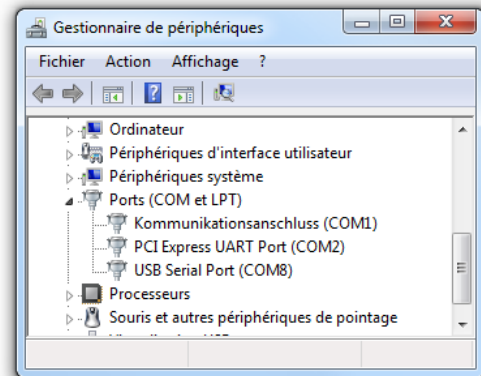 Gestionnaire de périphériques
Fichier Action Affichage ?
Ordinateur
Périphériques d'interface utilisateur
Périphériques système
Ports (COM et LPT)
Kommunikationsanschluss (COM1)
PCI Express UART Port (COM2)
USB Serial Port (COM8)
Processeurs
Souris et autres périphériques de pointage